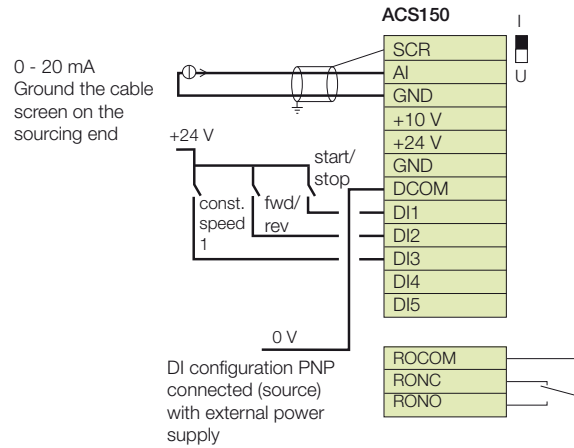 ACS150
I
U
0 - 20 mA
Ground the cable
screen on the
sourcing end
SCR
AI
GND
+10 V
+24 V
GND
DCOM
DI1
DI2
DI3
DI4
DI5
+24 V
start/
stop
fwd/
rev
const.
speed
1
0 V
DI configuration PNP
connected (source)
with external power
supply
ROCOM
RONC
RONO